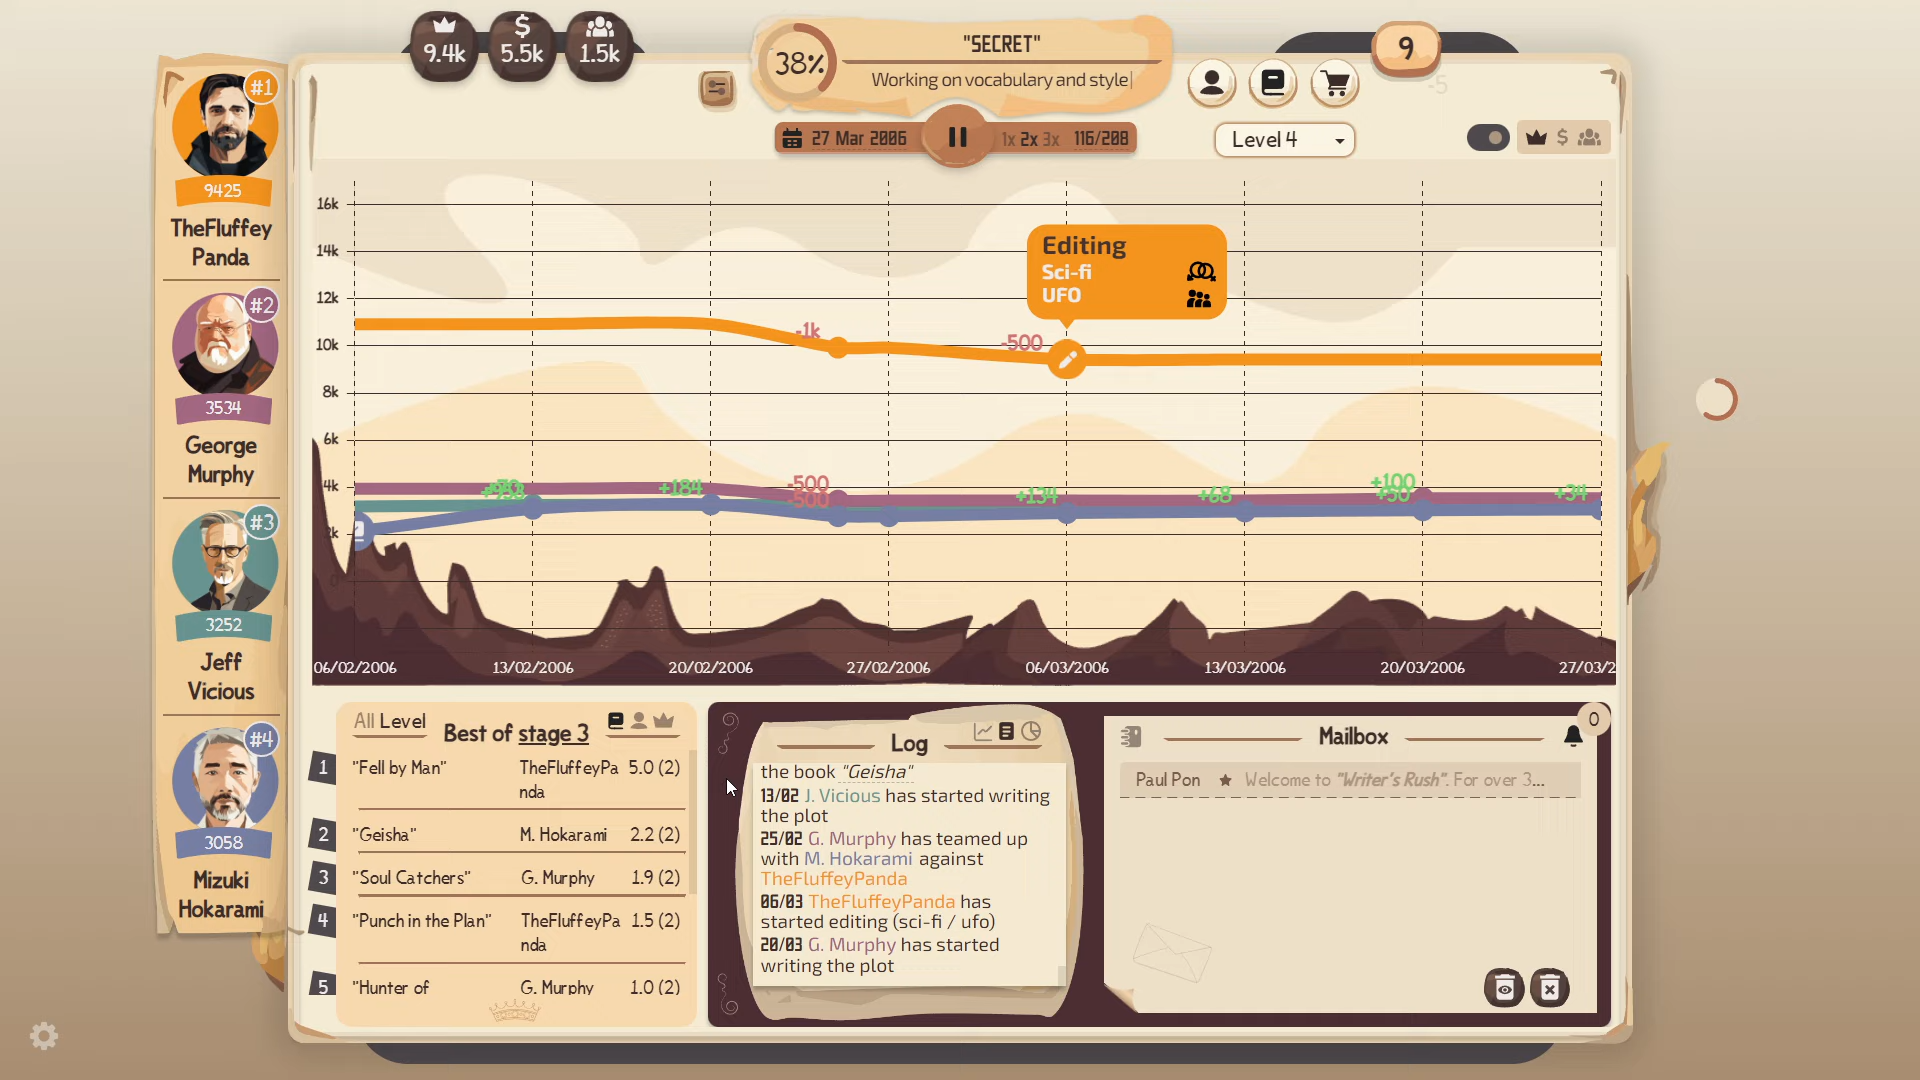 9.4k
5.5k
1.5k
38%
"SECRET"
Working on vocabulary and style
9
-5
27 Mar 2006
1x 2x 3x
116/208
Level 4
#1
9425
TheFluffey
Panda
#2
3534
George
Murphy
#3
3252
Jeff
Vicious
#4
3058
Mizuki
Hokarami
16k
14k
12k
10k
8k
6k
4k
2k
0
Editing
Sci-fi
UFO
-1k
-500
+184
-500
-500
+134
+68
+100
+50
+34
06/02/2006
13/02/2006
20/02/2006
27/02/2006
06/03/2006
13/03/2006
20/03/2006
27/03/2
All Level
Best of stage 3
1 "Fell by Man" TheFluffeyPa 5.0 (2)
nda
2 "Geisha" M. Hokarami 2.2 (2)
3 "Soul Catchers" G. Murphy 1.9 (2)
4 "Punch in the Plan" TheFluffeyPa 1.5 (2)
nda
5 "Hunter of G. Murphy 1.0 (2)
Log
the book "Geisha"
13/02 J. Vicious has started writing
the plot
25/02 G. Murphy has teamed up
with M. Hokarami against
TheFluffeyPanda
06/03 TheFluffeyPanda has
started editing (sci-fi / ufo)
20/03 G. Murphy has started
writing the plot
Mailbox
0
Paul Pon ★ Welcome to "Writer's Rush". For over 3...